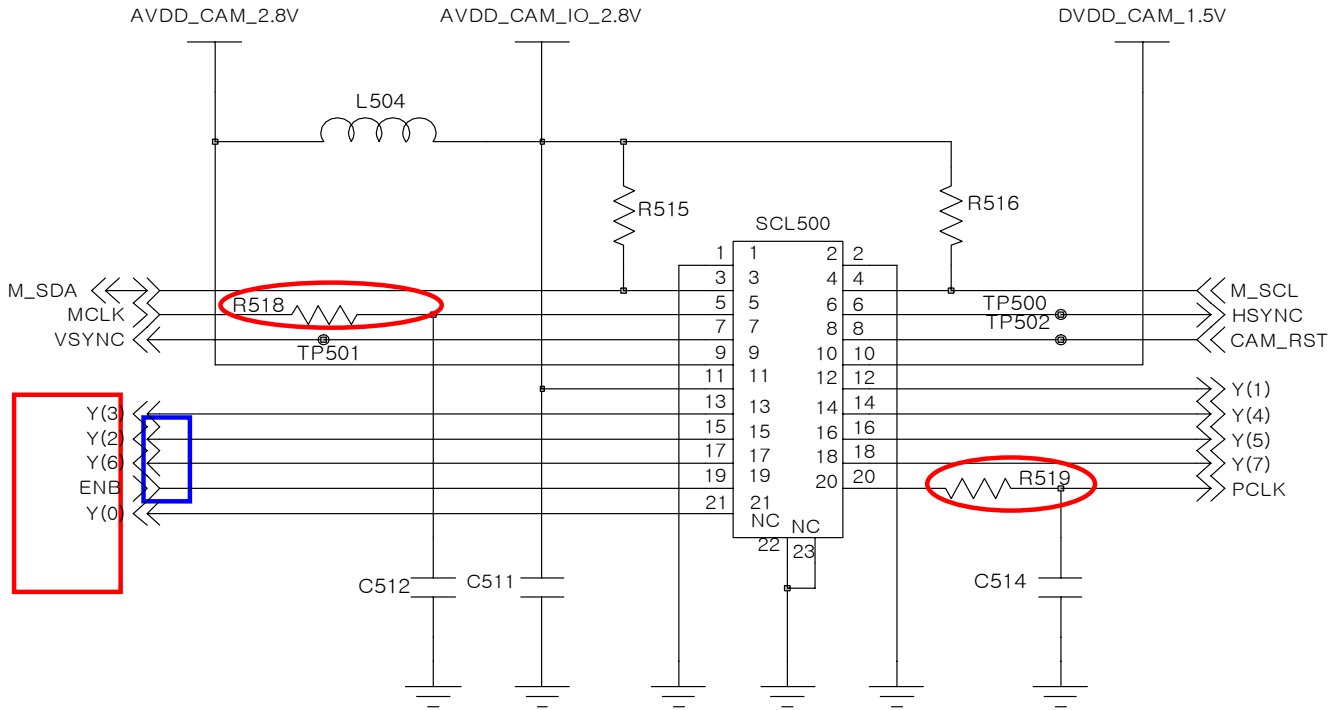 AVDD_CAM_2.8V AVDD_CAM_IO_2.8V DVDD_CAM_1.5V
L504
R515 R516
SCL500
1 1 2 2
M_SDA 3 3 4 4 M_SCL
MCLK R518 5 5 6 6 TP500 HSYNC
VSYNC TP501 7 7 8 8 TP502 CAM_RST
9 9 10 10
11 11 12 12 Y(1)
Y(3) 13 13 14 14 Y(4)
Y(2) 15 15 16 16 Y(5)
Y(6) 17 17 18 18 Y(7)
ENB 19 19 20 20 R519 PCLK
Y(0) 21 21
NC NC
22 23
C512 C511 C514